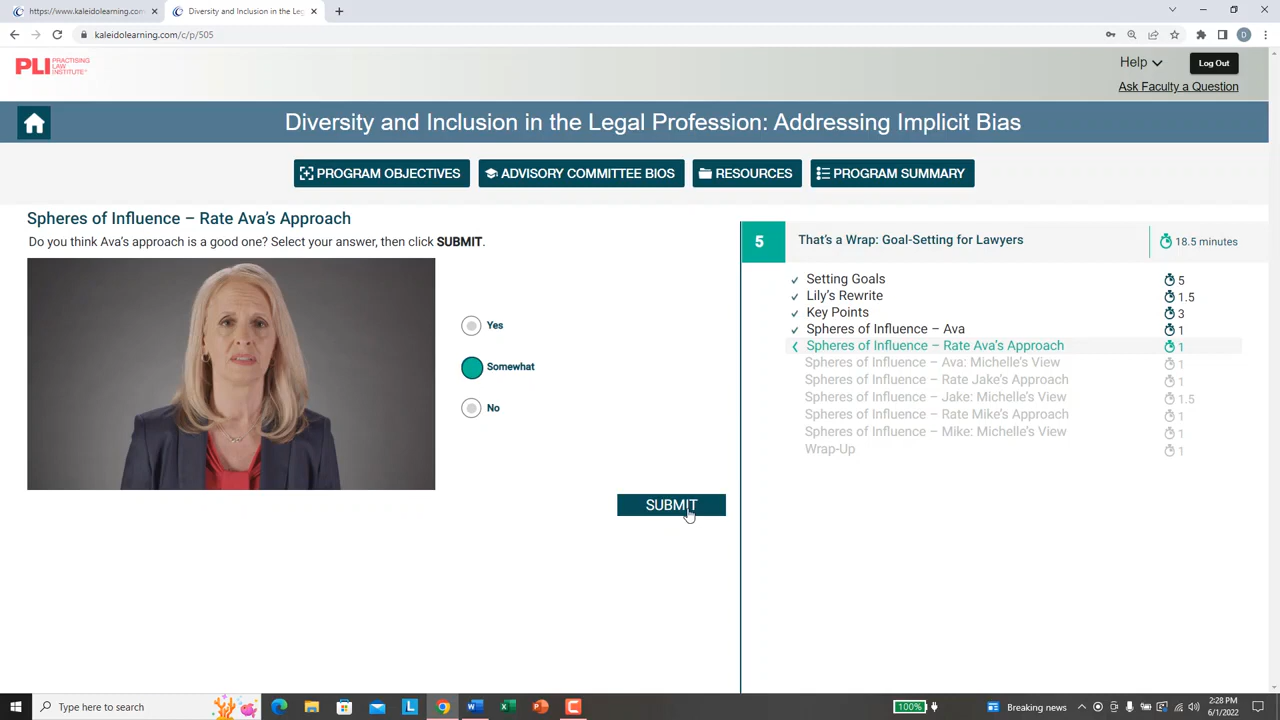 https://www.kaleidolearning.com/
Diversity and Inclusion in the Leg
kaleidolearning.com/c/p/505
D
PLI PRACTISING
LAW
INSTITUTE
Help
Log Out
Ask Faculty a Question
Diversity and Inclusion in the Legal Profession: Addressing Implicit Bias
PROGRAM OBJECTIVES
ADVISORY COMMITTEE BIOS
RESOURCES
PROGRAM SUMMARY
Spheres of Influence – Rate Ava's Approach
Do you think Ava's approach is a good one? Select your answer, then click SUBMIT.
Yes
Somewhat
No
SUBMIT
5 That's a Wrap: Goal-Setting for Lawyers 18.5 minutes
Setting Goals 5
Lily's Rewrite 1.5
Key Points 3
Spheres of Influence – Ava 1
Spheres of Influence – Rate Ava's Approach 1
Spheres of Influence – Ava: Michelle's View 1
Spheres of Influence – Rate Jake's Approach 1
Spheres of Influence – Jake: Michelle's View 1.5
Spheres of Influence – Rate Mike's Approach 1
Spheres of Influence – Mike: Michelle's View 1
Wrap-Up 1
Type here to search
100%
Breaking news
2:28 PM
6/1/2022